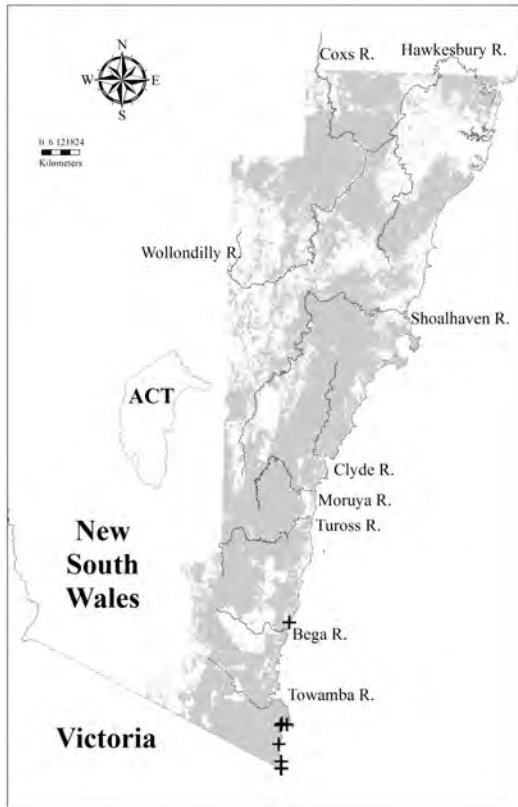 Coxs R.
Hawkesbury R.
N
W
E
S
Kilometers
Wollondilly R.
Shoalhaven R.
ACT
Clyde R.
Moruya R.
Tuross R.
New
South
Wales
Bega R.
Towamba R.
Victoria